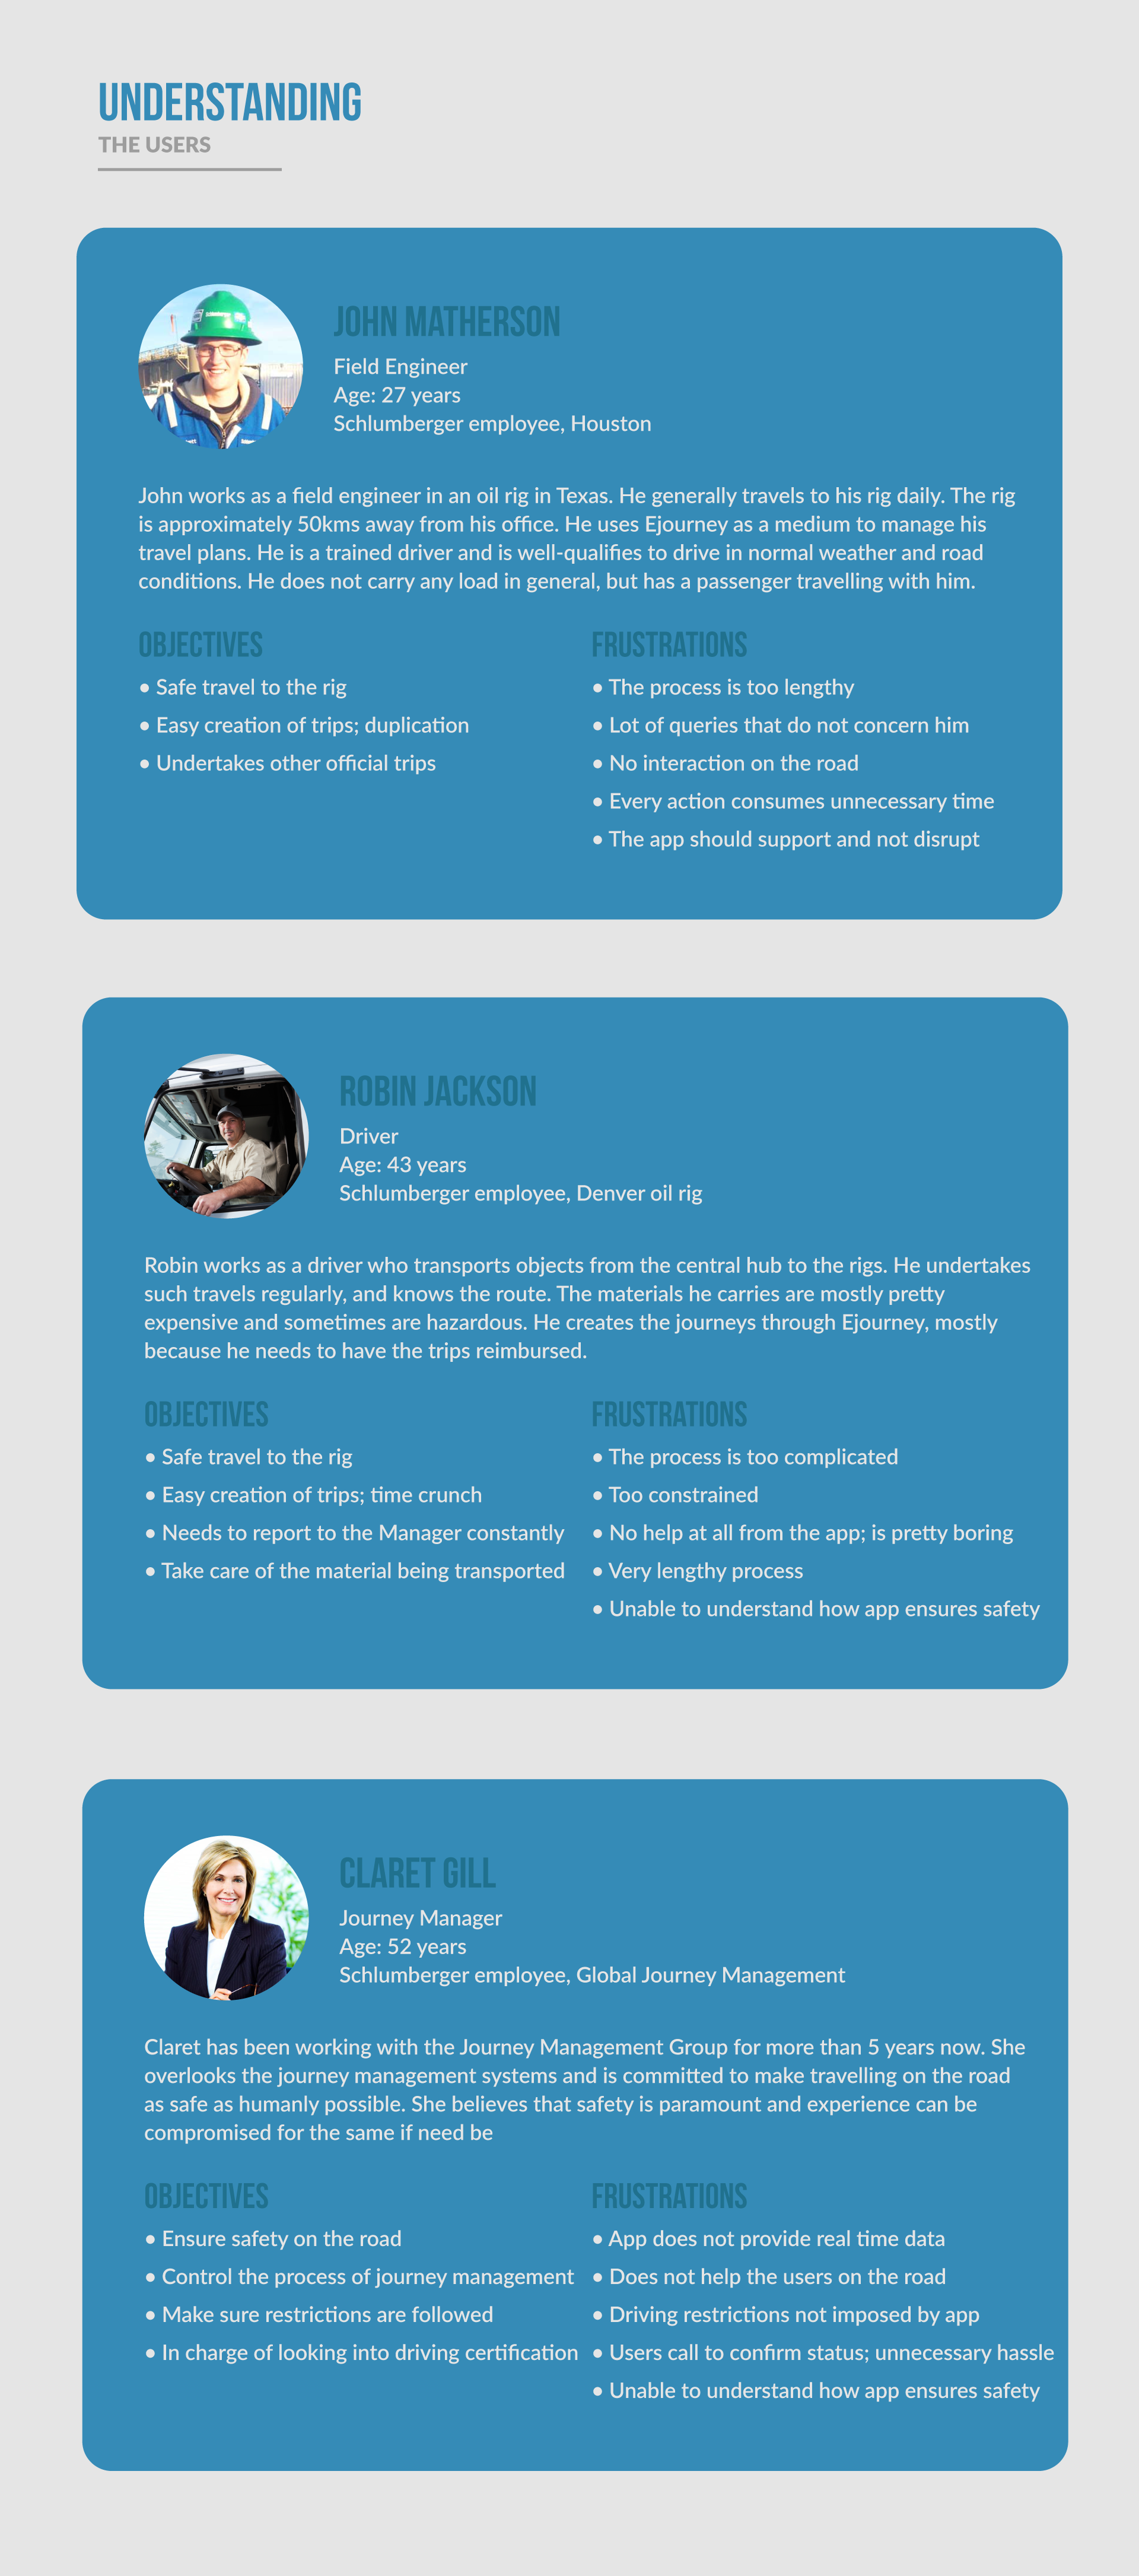 UNDERSTANDING
THE USERS
JOHN MATHERSON
Field Engineer
Age: 27 years
Schlumberger employee, Houston
John works as a field engineer in an oil rig in Texas. He generally travels to his rig daily. The rig
is approximately 50kms away from his office. He uses Ejourney as a medium to manage his
travel plans. He is a trained driver and is well-qualifies to drive in normal weather and road
conditions. He does not carry any load in general, but has a passenger travelling with him.
OBJECTIVES
• Safe travel to the rig
• Easy creation of trips; duplication
• Undertakes other official trips
FRUSTRATIONS
• The process is too lengthy
• Lot of queries that do not concern him
• No interaction on the road
• Every action consumes unnecessary time
• The app should support and not disrupt
ROBIN JACKSON
Driver
Age: 43 years
Schlumberger employee, Denver oil rig
Robin works as a driver who transports objects from the central hub to the rigs. He undertakes
such travels regularly, and knows the route. The materials he carries are mostly pretty
expensive and sometimes are hazardous. He creates the journeys through Ejourney, mostly
because he needs to have the trips reimbursed.
OBJECTIVES
• Safe travel to the rig
• Easy creation of trips; time crunch
• Needs to report to the Manager constantly
• Take care of the material being transported
FRUSTRATIONS
• The process is too complicated
• Too constrained
• No help at all from the app; is pretty boring
• Very lengthy process
• Unable to understand how app ensures safety
CLARET GILL
Journey Manager
Age: 52 years
Schlumberger employee, Global Journey Management
Claret has been working with the Journey Management Group for more than 5 years now. She
overlooks the journey management systems and is committed to make travelling on the road
as safe as humanly possible. She believes that safety is paramount and experience can be
compromised for the same if need be
OBJECTIVES
• Ensure safety on the road
• Control the process of journey management
• Make sure restrictions are followed
• In charge of looking into driving certification
FRUSTRATIONS
• App does not provide real time data
• Does not help the users on the road
• Driving restrictions not imposed by app
• Users call to confirm status; unnecessary hassle
• Unable to understand how app ensures safety